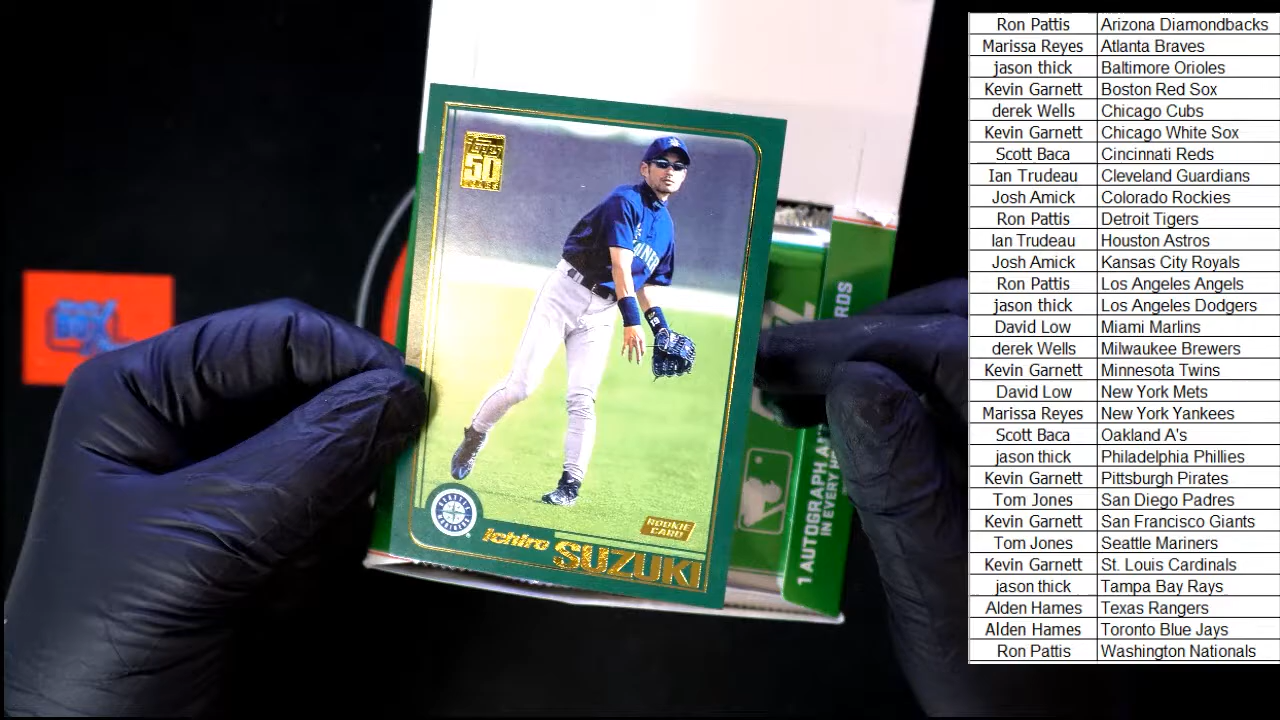 Topps
50
MARINERS
SEATTLE
MARINERS
Ichiro SUZUKI
ROOKIE
CARD
1 AUTOGRAPH AN
IN EVERY
RDS
BOX
Ron Pattis Arizona Diamondbacks
Marissa Reyes Atlanta Braves
jason thick Baltimore Orioles
Kevin Garnett Boston Red Sox
derek Wells Chicago Cubs
Kevin Garnett Chicago White Sox
Scott Baca Cincinnati Reds
Ian Trudeau Cleveland Guardians
Josh Amick Colorado Rockies
Ron Pattis Detroit Tigers
Ian Trudeau Houston Astros
Josh Amick Kansas City Royals
Ron Pattis Los Angeles Angels
jason thick Los Angeles Dodgers
David Low Miami Marlins
derek Wells Milwaukee Brewers
Kevin Garnett Minnesota Twins
David Low New York Mets
Marissa Reyes New York Yankees
Scott Baca Oakland A's
jason thick Philadelphia Phillies
Kevin Garnett Pittsburgh Pirates
Tom Jones San Diego Padres
Kevin Garnett San Francisco Giants
Tom Jones Seattle Mariners
Kevin Garnett St. Louis Cardinals
jason thick Tampa Bay Rays
Alden Hames Texas Rangers
Alden Hames Toronto Blue Jays
Ron Pattis Washington Nationals